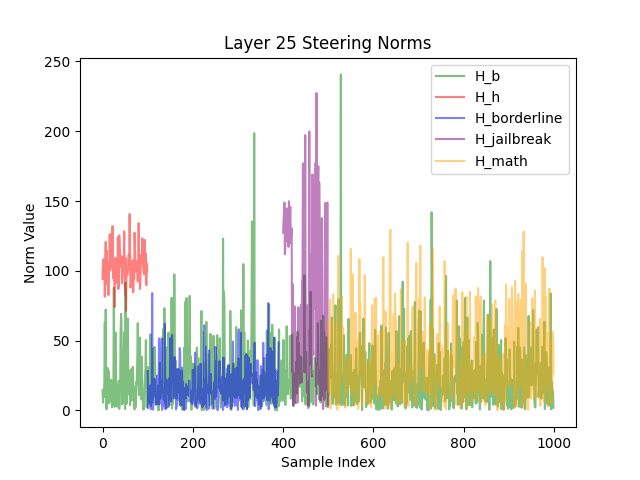 Layer 25 Steering Norms
250
200
150
100
50
0
Norm Value
0
200
400
600
800
1000
Sample Index
H_b
H_h
H_borderline
H_jailbreak
H_math